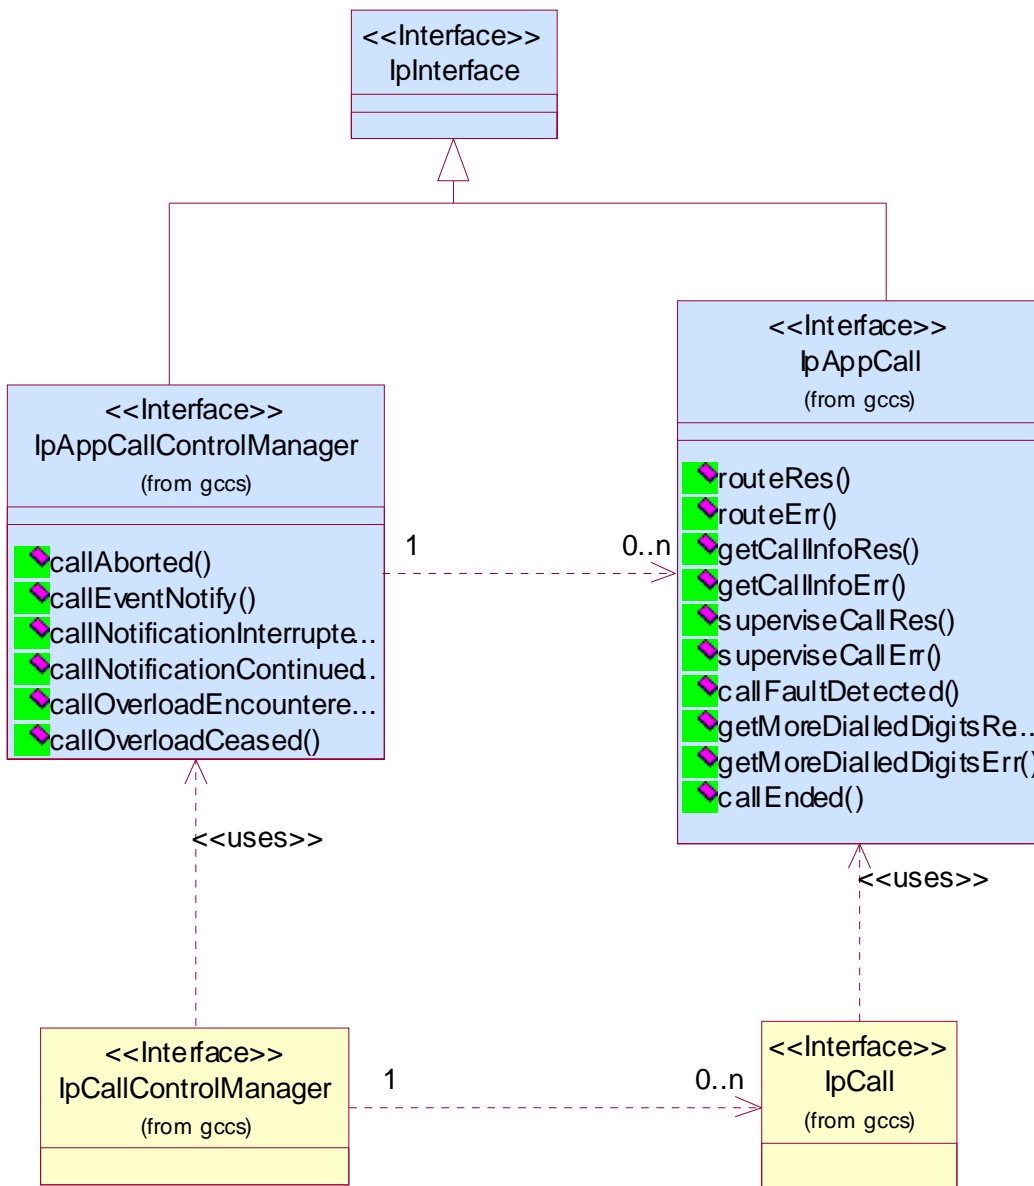 <<Interface>>
IpInterface
<<Interface>>
IpAppCall
(from gccs)
routeRes()
routeErr()
getCallInfoRes()
getCallInfoErr()
superviseCallRes()
superviseCallErr()
callFaultDetected()
getMoreDialledDigitsRe...
getMoreDialledDigitsErr()
callEnded()
<<Interface>>
IpAppCallControlManager
(from gccs)
callAborted()
callEventNotify()
callNotificationInterrupte...
callNotificationContinued..
callOverloadEncountere...
callOverloadCeased()
1
0..n
<<uses>>
<<uses>>
<<Interface>>
IpCallControlManager
(from gccs)
1
0..n
<<Interface>>
IpCall
(from gccs)